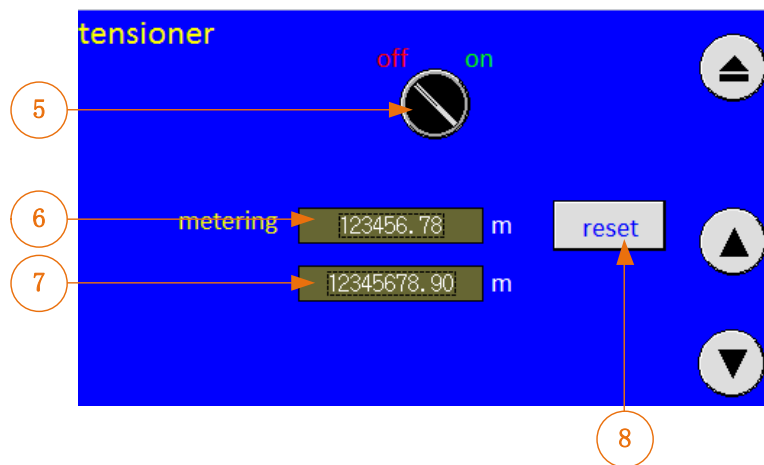 tensioner
off on
5
6 metering 123456.78 m reset
7 12345678.90 m
8